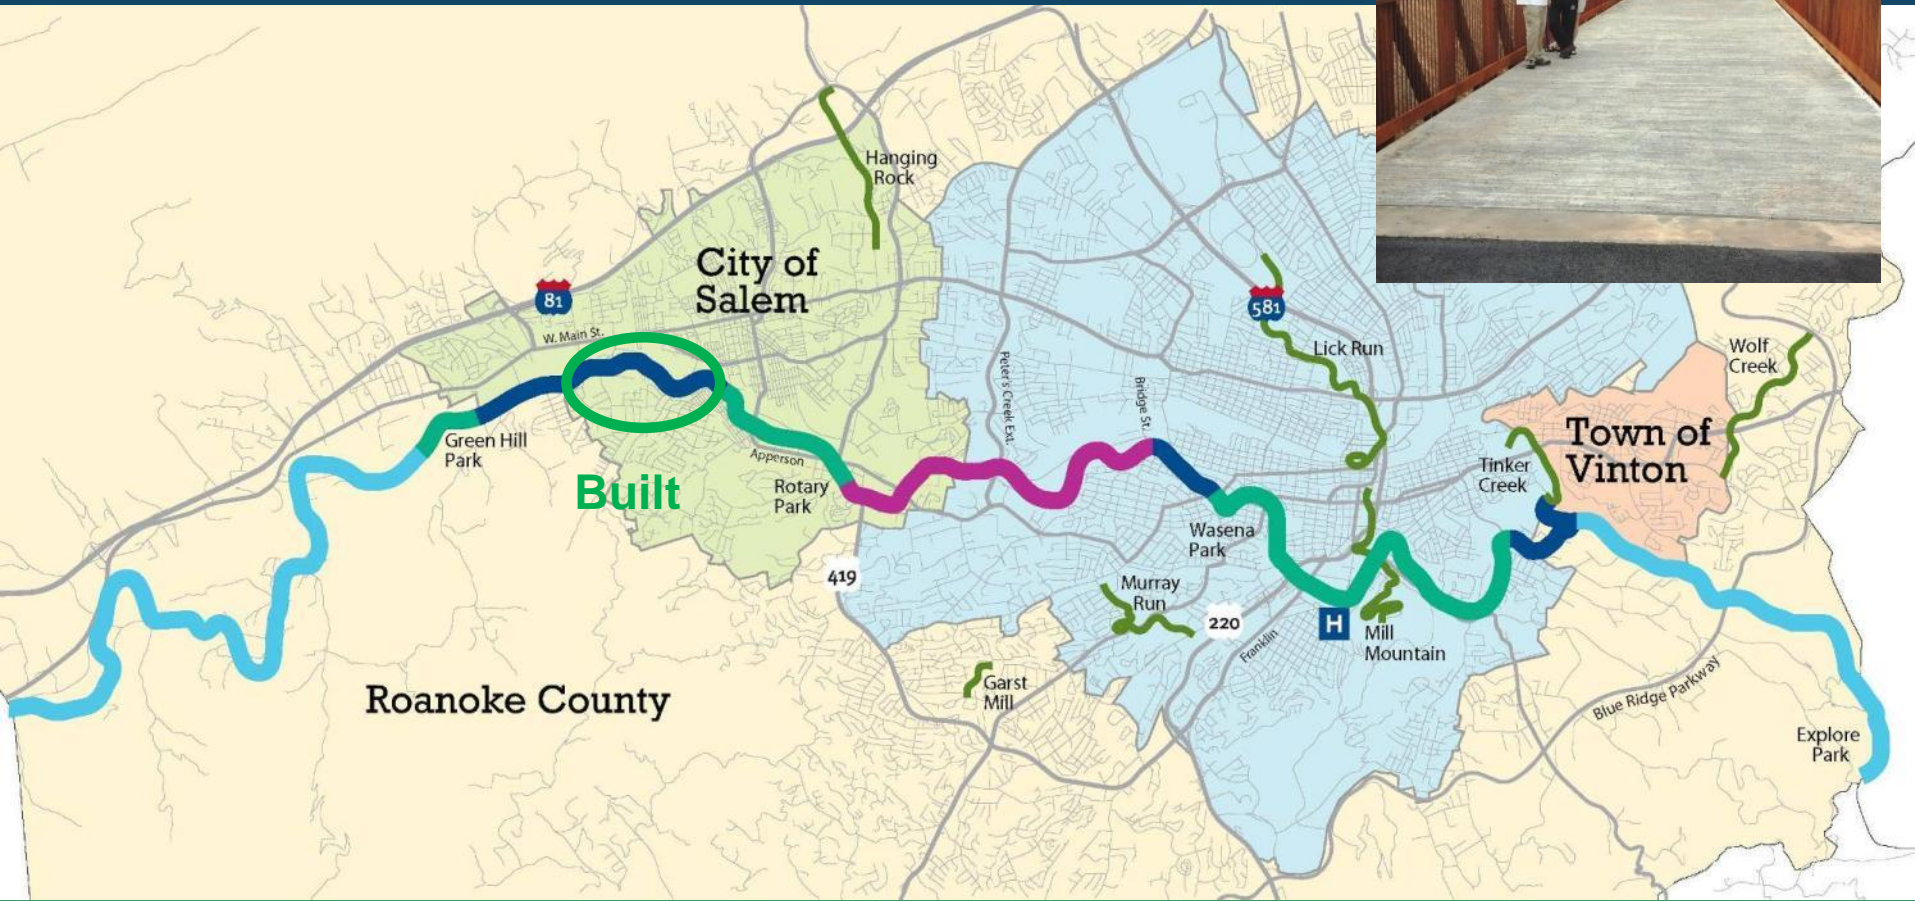 Hanging
Rock
City of
Salem
81
W. Main St.
581
Lick Run
Wolf
Creek
Peter's Creek Ext.
Bridge St.
Green Hill
Park
Town of
Vinton
Apperson
Tinker
Creek
Built
Rotary
Park
Wasena
Park
419
Murray
Run
220
H
Franklin
Mill
Mountain
Garst
Mill
Roanoke County
Blue Ridge Parkway
Explore
Park